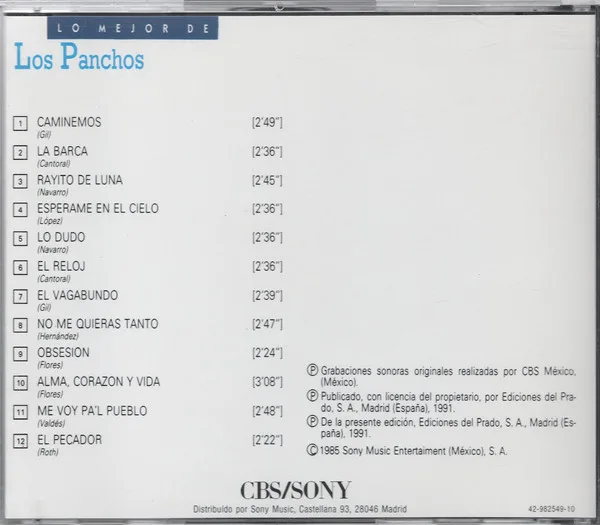 LO MEJOR DE
Los Panchos
1 CAMINEMOS [2'49"]
(Gil)
2 LA BARCA [2'36"]
(Cantoral)
3 RAYITO DE LUNA [2'45"]
(Navarro)
4 ESPERAME EN EL CIELO [2'36"]
(López)
5 LO DUDO [2'36"]
(Navarro)
6 EL RELOJ [2'36"]
(Cantoral)
7 EL VAGABUNDO [2'39"]
(Gil)
8 NO ME QUIERAS TANTO [2'47"]
(Hernández)
9 OBSESION [2'24"]
(Flores)
10 ALMA, CORAZON Y VIDA [3'08"]
(Flores)
11 ME VOY PA'L PUEBLO [2'48"]
(Valdés)
12 EL PECADOR [2'22"]
(Roth)
Ⓟ Grabaciones sonoras originales realizadas por CBS México,
(México).
Ⓟ Publicado, con licencia del propietario, por Ediciones del Pra-
do, S. A., Madrid (España), 1991.
Ⓟ De la presente edición, Ediciones del Prado, S. A., Madrid (Es-
paña), 1991.
© 1985 Sony Music Entertaiment (México), S. A.
CBS/SONY
Distribuido por Sony Music, Castellana 93, 28046 Madrid
42-982549-10